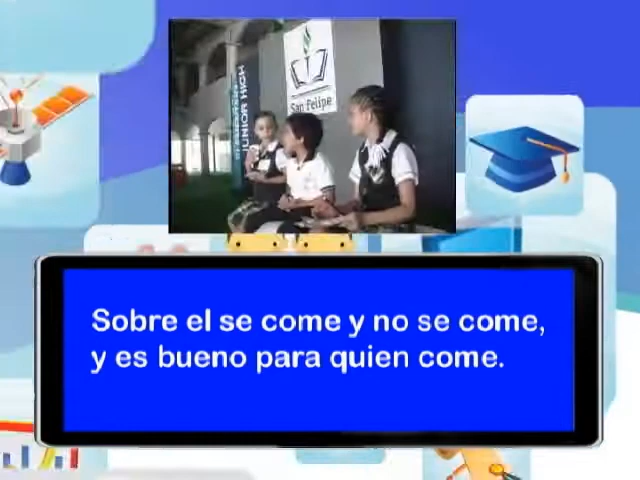 San Felipe
JUNIOR HIGH
Sobre el se come y no se come,
y es bueno para quien come.